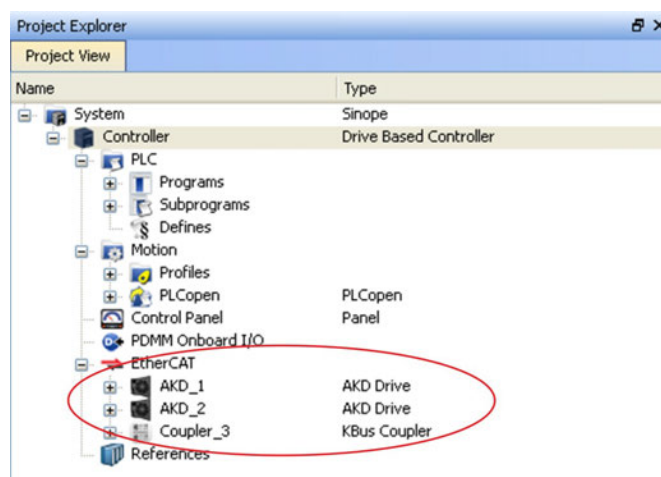 Project Explorer
Project View
Name Type
System Sinope
Controller Drive Based Controller
PLC
Programs
Subprograms
Defines
Motion
Profiles
PLCopen PLCopen
Control Panel Panel
PDMM Onboard I/O
EtherCAT
AKD_1 AKD Drive
AKD_2 AKD Drive
Coupler_3 KBus Coupler
References